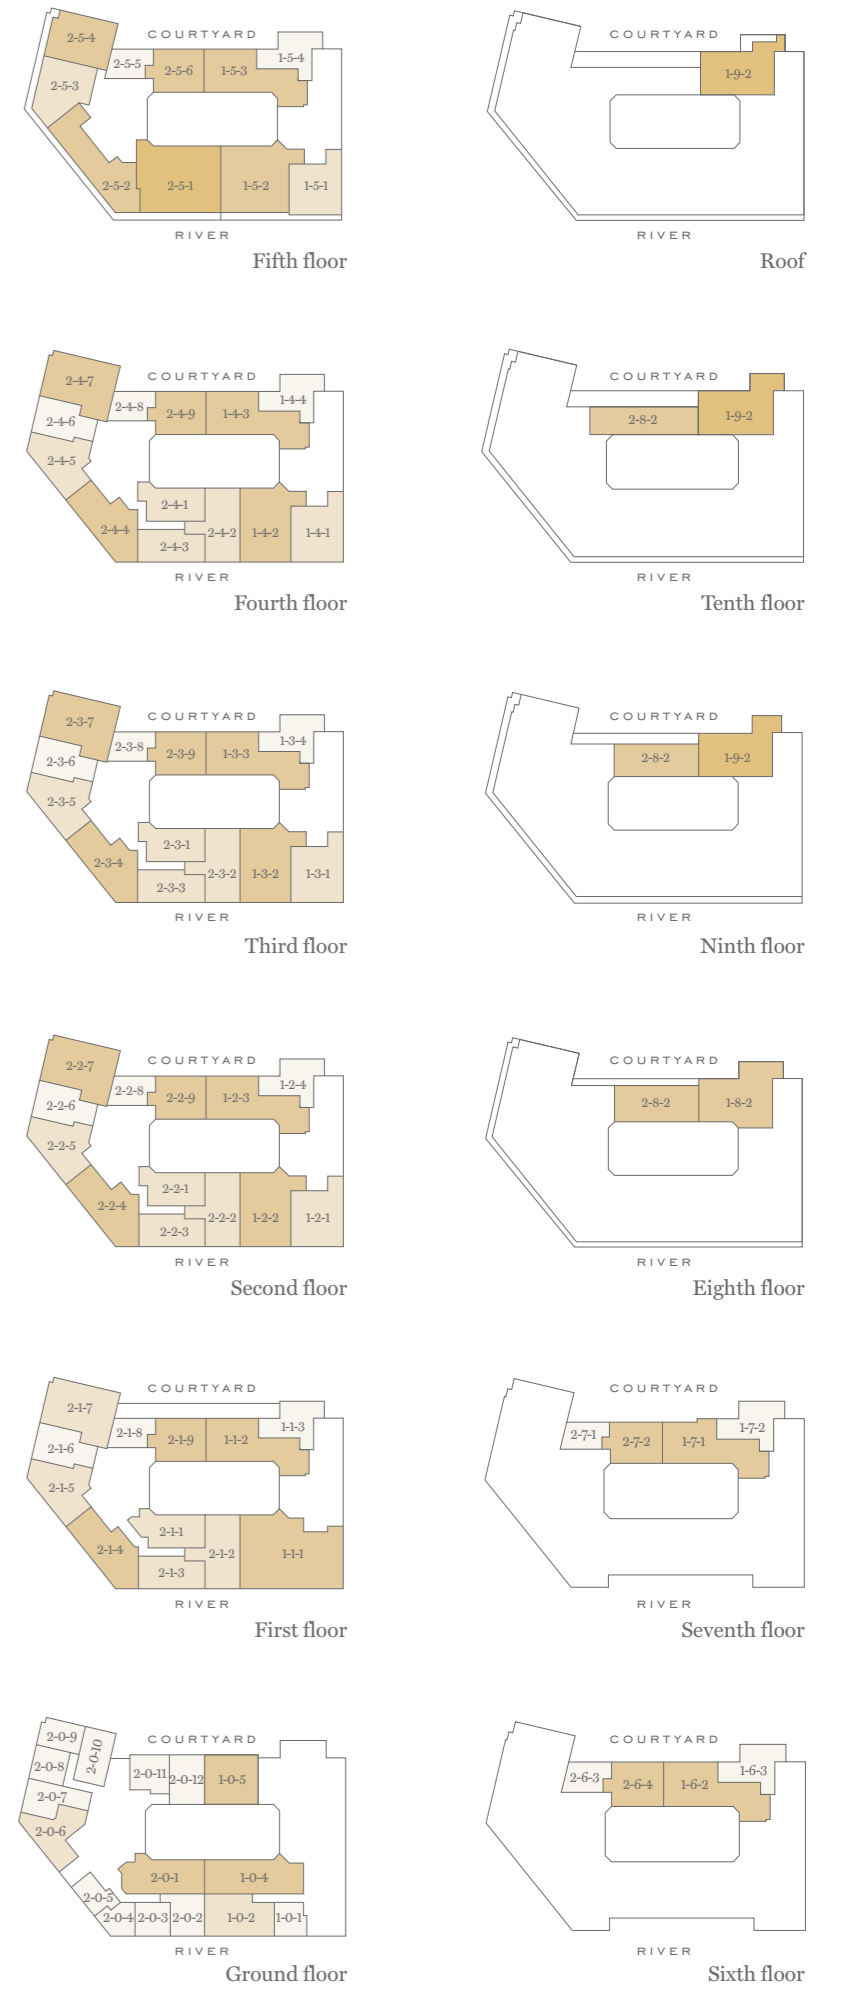 COURTYARD
2-5-4
2-5-5
2-5-6
1-5-3
1-5-4
2-5-3
2-5-2
2-5-1
1-5-2
1-5-1
RIVER
Fifth floor
COURTYARD
1-9-2
RIVER
Roof
COURTYARD
2-4-7
2-4-8
2-4-9
1-4-3
1-4-4
2-4-6
2-4-5
2-4-1
2-4-4
2-4-2
1-4-2
1-4-1
2-4-3
RIVER
Fourth floor
COURTYARD
2-8-2
1-9-2
RIVER
Tenth floor
COURTYARD
2-3-7
2-3-8
2-3-9
1-3-3
1-3-4
2-3-6
2-3-5
2-3-1
2-3-4
2-3-2
1-3-2
1-3-1
2-3-3
RIVER
Third floor
COURTYARD
2-8-2
1-9-2
RIVER
Ninth floor
COURTYARD
2-2-7
2-2-8
2-2-9
1-2-3
1-2-4
2-2-6
2-2-5
2-2-1
2-2-4
2-2-2
1-2-2
1-2-1
2-2-3
RIVER
Second floor
COURTYARD
2-8-2
1-8-2
RIVER
Eighth floor
COURTYARD
2-1-7
2-1-8
2-1-9
1-1-2
1-1-3
2-1-6
2-1-5
2-1-1
2-1-4
2-1-2
1-1-1
2-1-3
RIVER
First floor
COURTYARD
2-7-1
2-7-2
1-7-1
1-7-2
RIVER
Seventh floor
COURTYARD
2-0-9
2-0-10
2-0-8
2-0-11
2-0-12
1-0-5
2-0-7
2-0-6
2-0-1
1-0-4
2-0-5
2-0-4
2-0-3
2-0-2
1-0-2
1-0-1
RIVER
Ground floor
COURTYARD
2-6-3
2-6-4
1-6-2
1-6-3
RIVER
Sixth floor